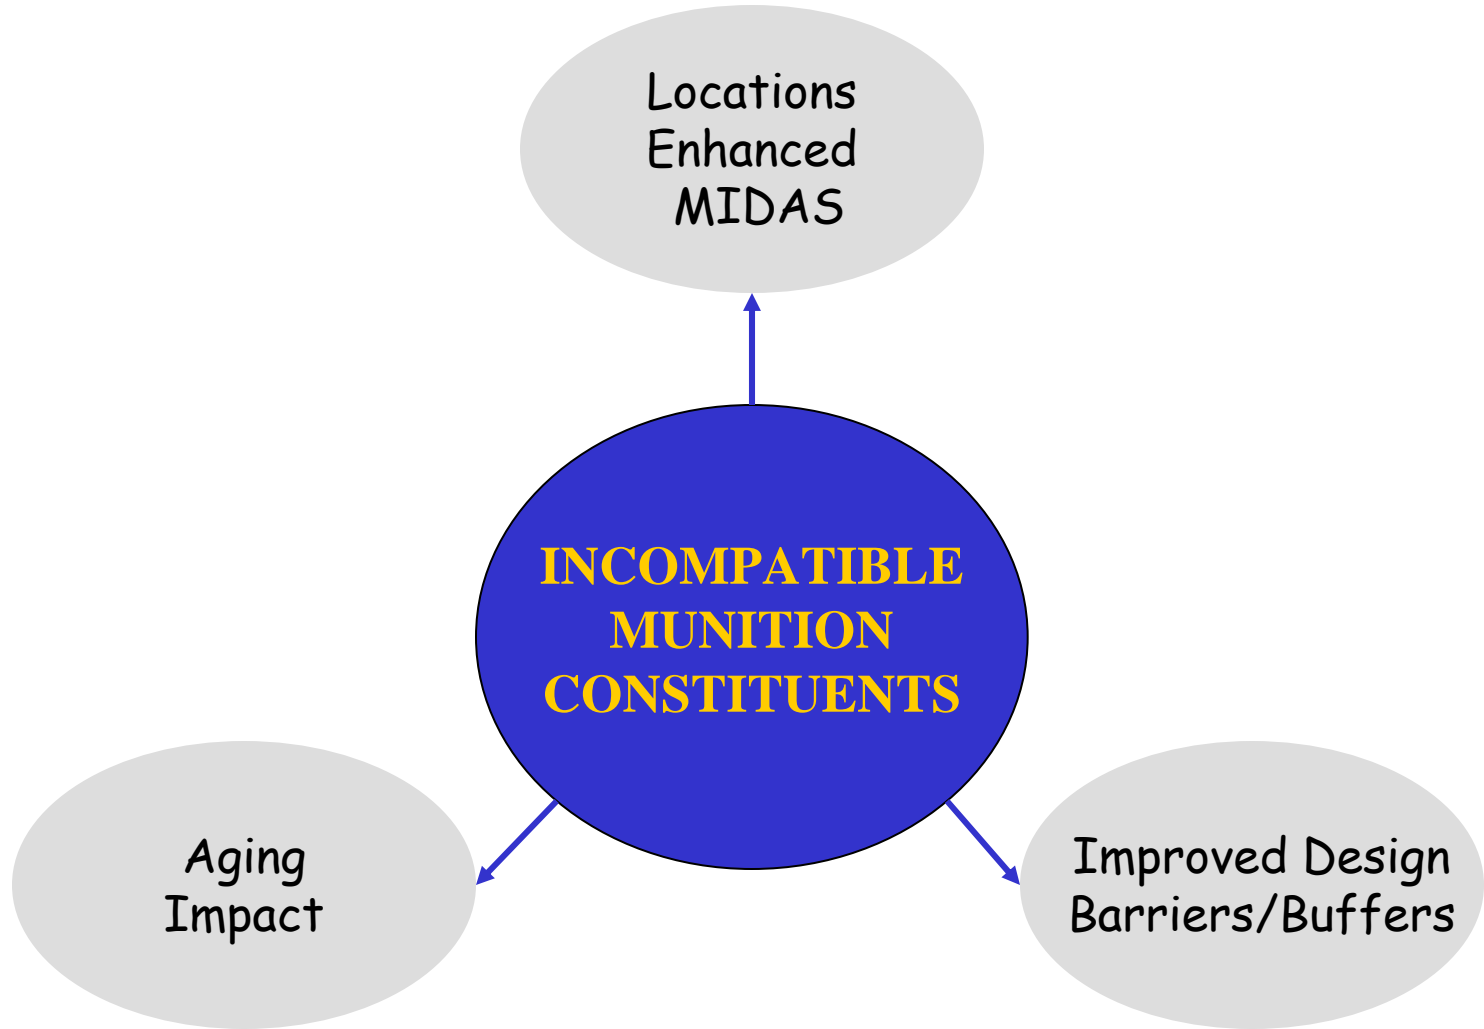 Locations
Enhanced
MIDAS
INCOMPATIBLE
MUNITION
CONSTITUENTS
Aging
Impact
Improved Design
Barriers/Buffers